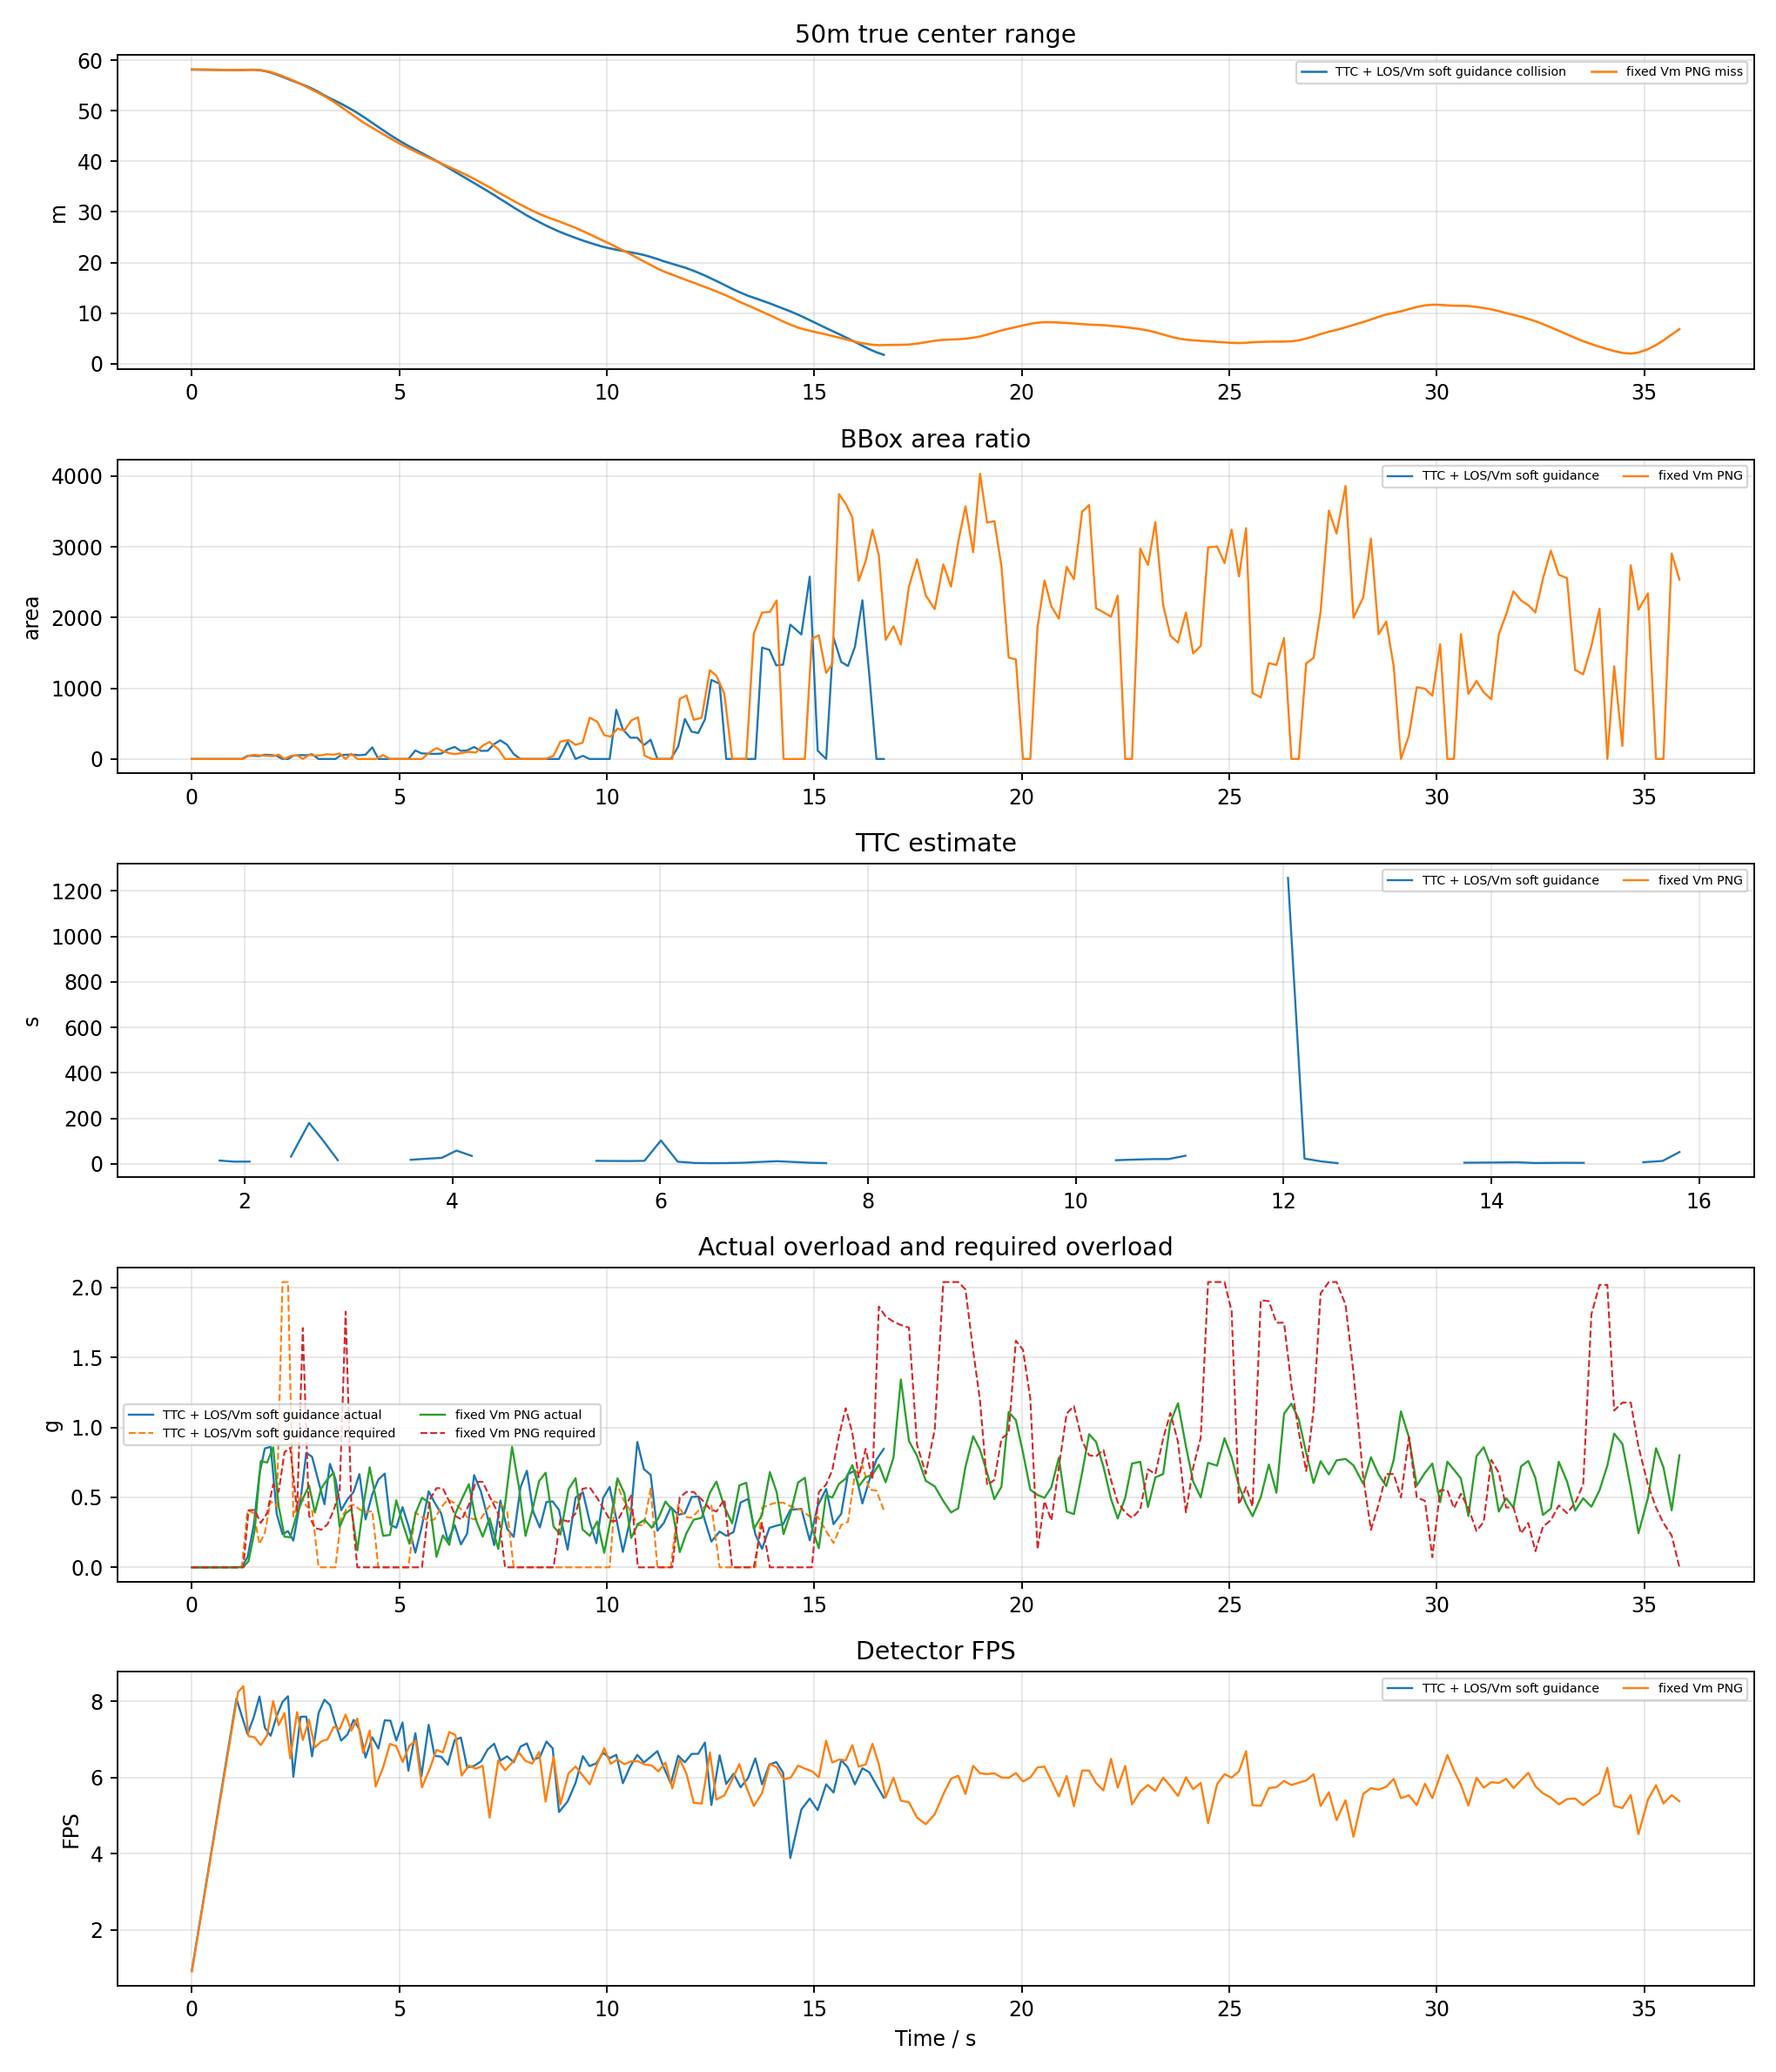 50m true center range
TTC + LOS/Vm soft guidance collision fixed Vm PNG miss
60
50
40
30
20
10
0
m
0 5 10 15 20 25 30 35
BBox area ratio
TTC + LOS/Vm soft guidance fixed Vm PNG
4000
3000
2000
1000
0
area
0 5 10 15 20 25 30 35
TTC estimate
TTC + LOS/Vm soft guidance fixed Vm PNG
1200
1000
800
600
400
200
0
s
2 4 6 8 10 12 14 16
Actual overload and required overload
2.0
1.5
1.0
0.5
0.0
g
TTC + LOS/Vm soft guidance actual fixed Vm PNG actual
TTC + LOS/Vm soft guidance required fixed Vm PNG required
0 5 10 15 20 25 30 35
Detector FPS
TTC + LOS/Vm soft guidance fixed Vm PNG
8
6
4
2
FPS
0 5 10 15 20 25 30 35
Time / s